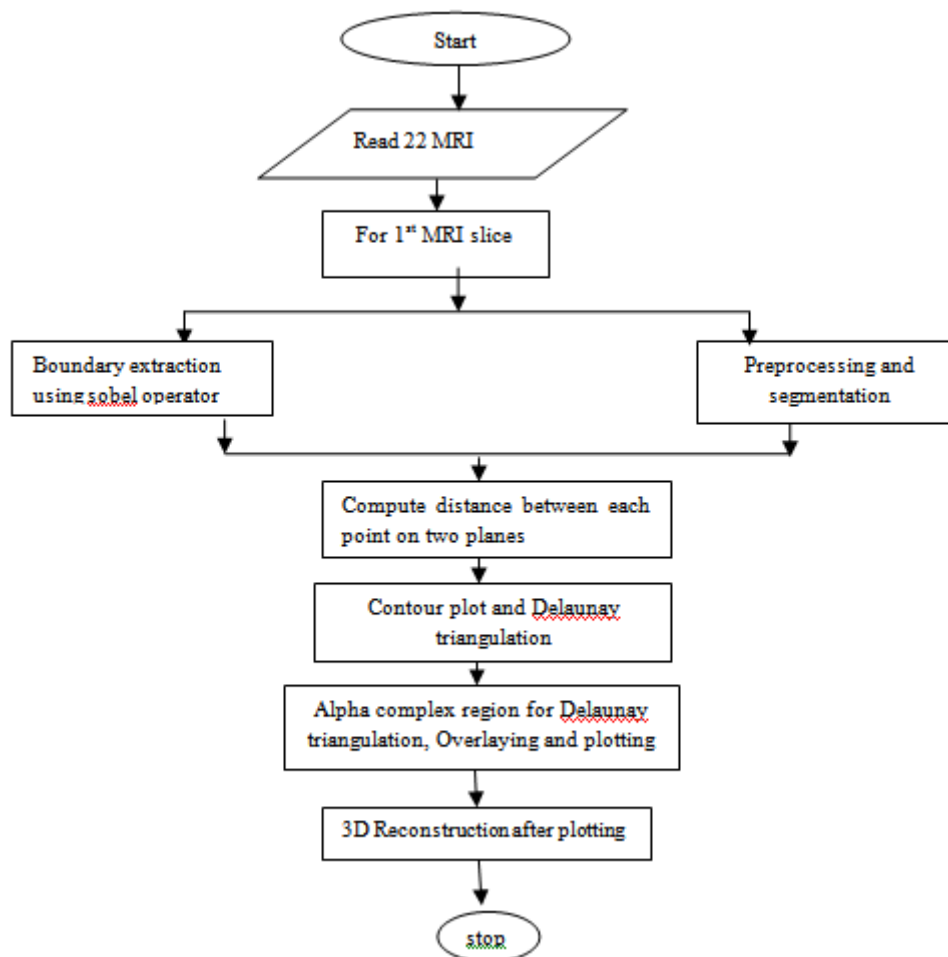 Start
Read 22 MRI
For 1st MRI slice
Boundary extraction
using sobel operator
Preprocessing and
segmentation
Compute distance between each
point on two planes
Contour plot and Delaunay
triangulation
Alpha complex region for Delaunay
triangulation, Overlaying and plotting
3D Reconstruction after plotting
stop